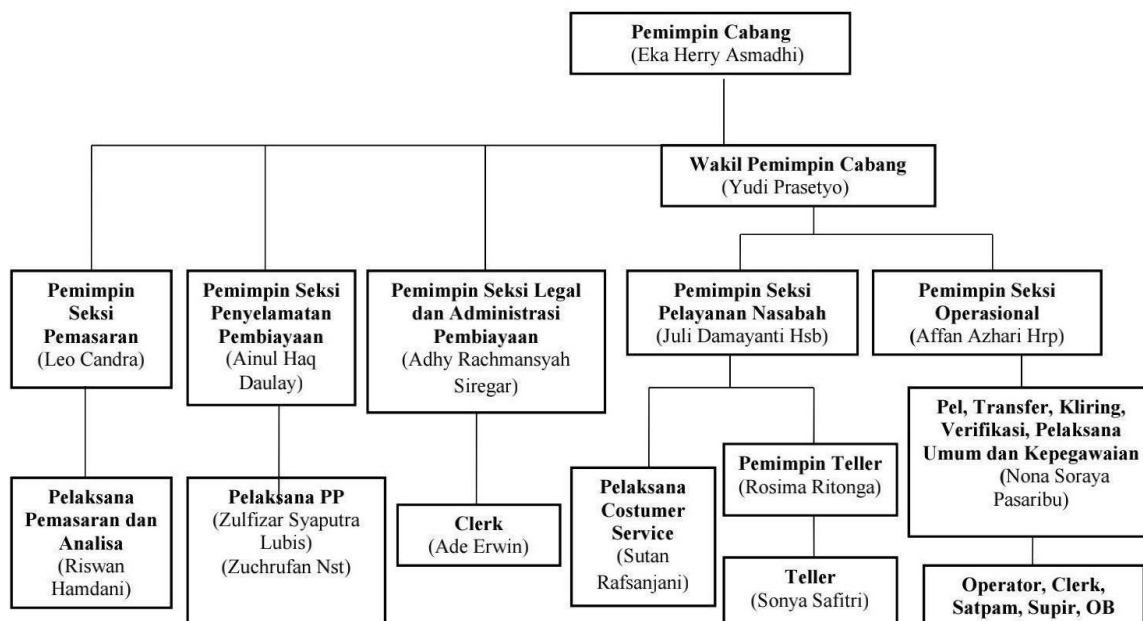 Pemimpin Cabang
(Eka Herry Asmadhi)
Wakil Pemimpin Cabang
(Yudi Prasetyo)
Pemimpin
Seksi
Pemasaran
(Leo Candra)
Pemimpin Seksi
Penyelamatan
Pembiayaan
(Ainul Haq
Daulay)
Pemimpin Seksi Legal
dan Administrasi
Pembiayaan
(Adhy Rachmansyah
Siregar)
Pemimpin Seksi
Pelayanan Nasabah
(Juli Damayanti Hsb)
Pemimpin Seksi
Operasional
(Affan Azhari Hrp)
Pelaksana
Pemasaran dan
Analisa
(Riswan
Hamdani)
Pelaksana PP
(Zulfizar Syaputra
Lubis)
(Zuchrufan Nst)
Clerk
(Ade Erwin)
Pelaksana
Costumer
Service
(Sutan
Rafsanjani)
Pemimpin Teller
(Rosima Ritonga)
Teller
(Sonya Safitri)
Pel, Transfer, Kliring,
Verifikasi, Pelaksana
Umum dan Kepegawaian
(Nona Soraya
Pasaribu)
Operator, Clerk,
Satpam, Supir, OB